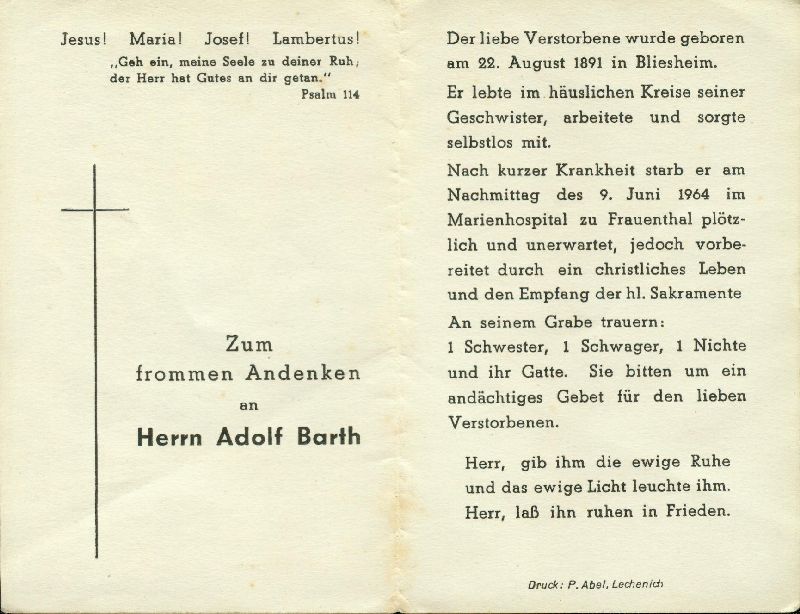 Jesus! Maria! Josef! Lambertus!
„Geh ein, meine Seele zu deiner Ruh,
der Herr hat Gutes an dir getan.“
Psalm 114
Zum
frommen Andenken
an
Herrn Adolf Barth
Der liebe Verstorbene wurde geboren
am 22. August 1891 in Bliesheim.
Er lebte im häuslichen Kreise seiner
Geschwister, arbeitete und sorgte
selbstlos mit.
Nach kurzer Krankheit starb er am
Nachmittag des 9. Juni 1964 im
Marienhospital zu Frauenthal plötz-
lich und unerwartet, jedoch vorbe-
reitet durch ein christliches Leben
und den Empfang der hl. Sakramente
An seinem Grabe trauern:
1 Schwester, 1 Schwager, 1 Nichte
und ihr Gatte. Sie bitten um ein
andächtiges Gebet für den lieben
Verstorbenen.
Herr, gib ihm die ewige Ruhe
und das ewige Licht leuchte ihm.
Herr, laß ihn ruhen in Frieden.
Druck: P. Abel, Lechenich